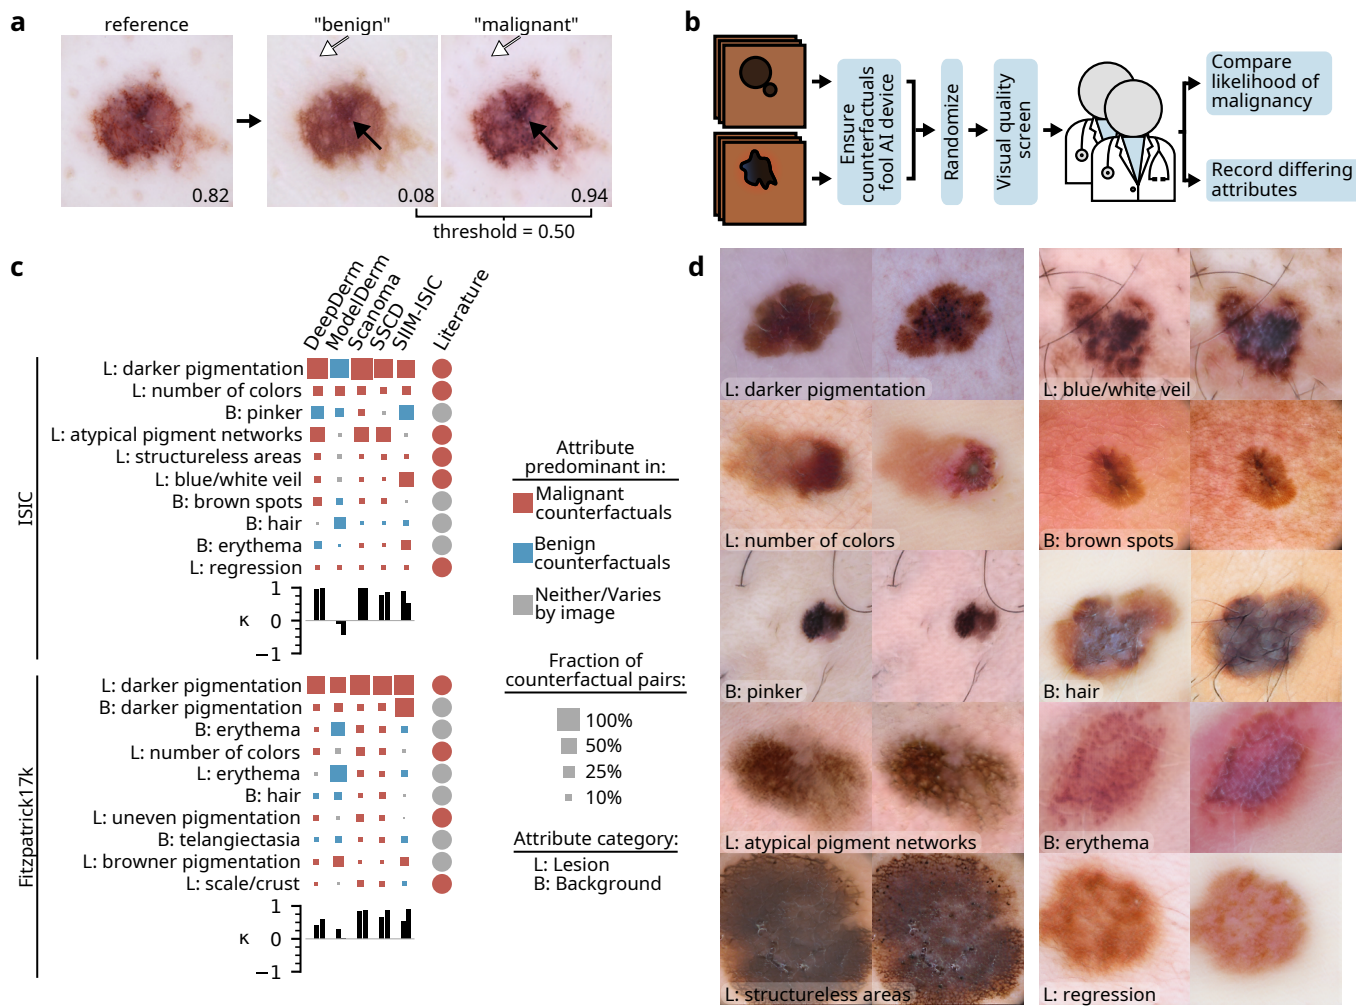 a
reference
"benign"
"malignant"
0.82
0.08
0.94
threshold = 0.50
b
Ensure
counterfactuals
fool AI device
Randomize
Visual quality
screen
Compare
likelihood of
malignancy
Record differing
attributes
c
DeepDerm
ModelDerm
Scanoma
SSCD
SIIM-ISIC
Literature
ISIC
L: darker pigmentation
L: number of colors
B: pinker
L: atypical pigment networks
L: structureless areas
L: blue/white veil
B: brown spots
B: hair
B: erythema
L: regression
1
κ 0
−1
Fitzpatrick17k
L: darker pigmentation
B: darker pigmentation
B: erythema
L: number of colors
L: erythema
B: hair
L: uneven pigmentation
B: telangiectasia
L: browner pigmentation
L: scale/crust
1
κ 0
−1
Attribute
predominant in:
Malignant
counterfactuals
Benign
counterfactuals
Neither/Varies
by image
Fraction of
counterfactual pairs:
100%
50%
25%
10%
Attribute category:
L: Lesion
B: Background
d
L: darker pigmentation
L: blue/white veil
L: number of colors
B: brown spots
B: pinker
B: hair
L: atypical pigment networks
B: erythema
L: structureless areas
L: regression